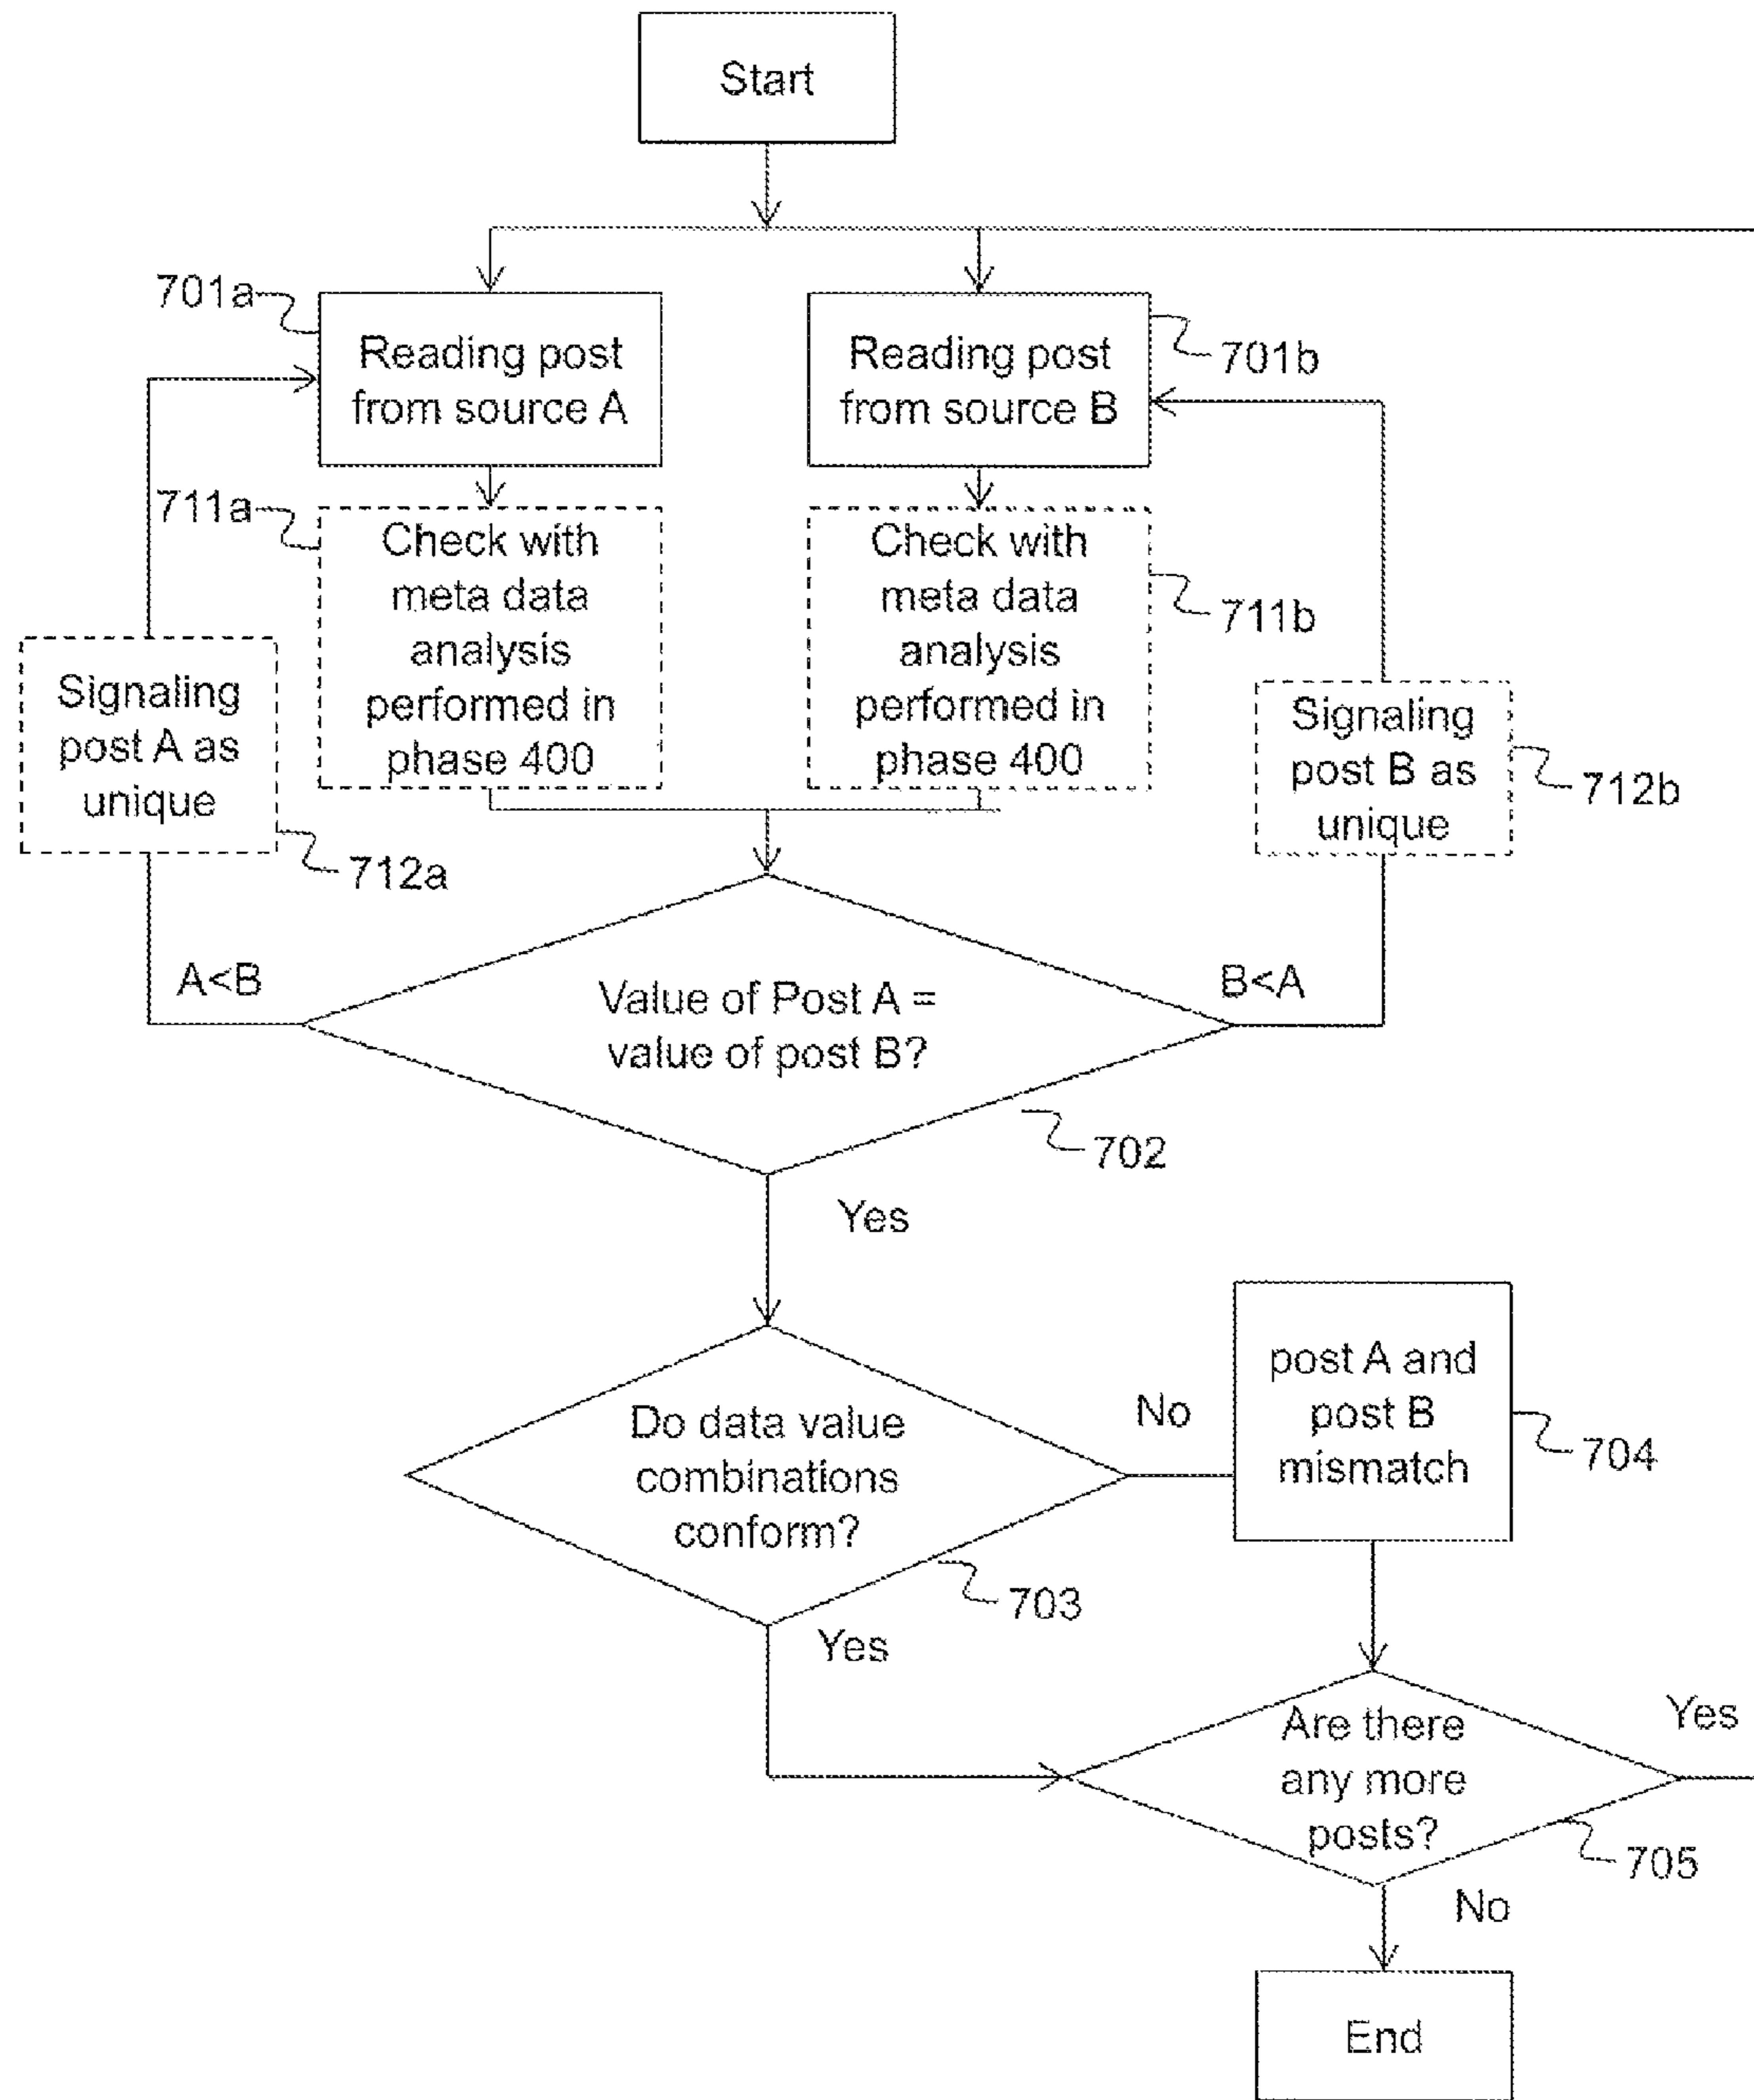 Start
701a
Reading post
from source A
Reading post
from source B
701b
711a
Check with
meta data
analysis
performed in
phase 400
Check with
meta data
analysis
performed in
phase 400
711b
Signaling
post A as
unique
712a
Signaling
post B as
unique
712b
A<B
Value of Post A =
value of post B?
B<A
702
Yes
Do data value
combinations
conform?
No
703
Yes
post A and
post B
mismatch
704
Are there
any more
posts?
Yes
705
No
End